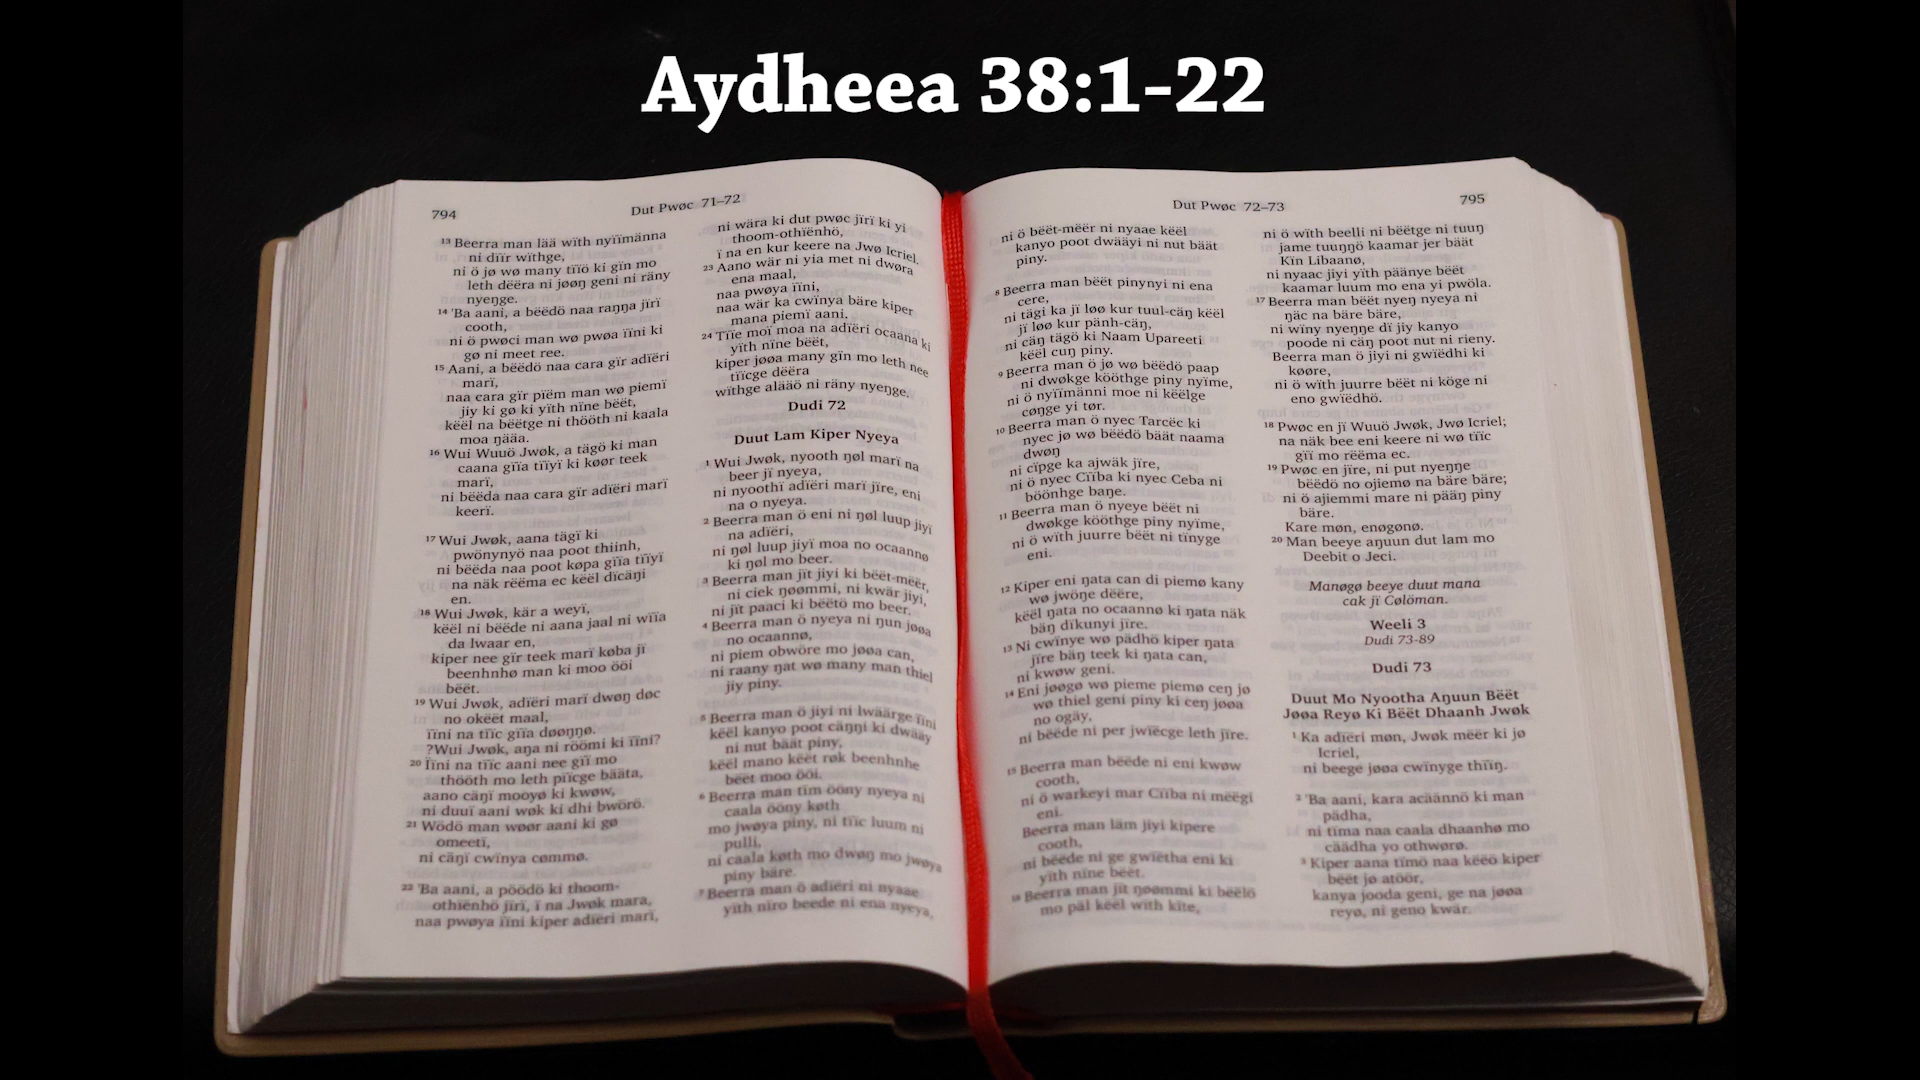 Aydheea 38:1-22
794
Dut Pwøc 71–72
13 Beerra man lää wïth nyïïmänna
ni dïïr wïthge,
ni ö jø wø many tïïö ki gïn mo
leth dëëra ni jøøŋ geni ni räny
nyeŋge.
14 'Ba aani, a bëëdö naa raŋŋa jïrï
cooth,
ni ö pwøci man wø pwøa ïïni ki
gø ni meet ree.
15 Aani, a bëëdö naa cara gïr adïëri
marï,
naa cara gïr pïëm man wø piemï
jiy ki gø ki yïth nïne bëët,
këël na bëëtge ni thööth ni kaala
moa ŋääa.
16 Wui Wuuö Jwøk, a tägö ki man
caana gïïa tïïyï ki køør teek
marï,
ni bëëda naa cara gïr adïëri marï
keerï.
17 Wui Jwøk, aana tägï ki
pwönynyö naa poot thiinh,
ni bëëda naa poot køpa gïïa tïïyï
na näk rëëma ec këël dïcäŋi
en.
18 Wui Jwøk, kär a weyï,
këël ni bëëde ni aana jaal ni wïïa
da lwaar en,
kiper nee gïr teek marï køba jï
beenhnhø man ki moo ööi
bëët.
19 Wui Jwøk, adïëri marï dwøŋ døc
no okëët maal,
ïïni na tïïc gïïa døøŋŋø.
?Wui Jwøk, aŋa ni röömi ki ïïni?
20 Ïïni na tïïc aani nee gïï mo
thööth mo leth pïïcge bääta,
aano cäŋï mooyø ki kwøw,
ni duuï aani wøk ki dhi bwörö.
21 Wödö man wøør aani ki gø
omeetï,
ni cäŋï cwïnya cømmø.
22 'Ba aani, a pöödö ki thoom-
othïënhö jïrï, ï na Jwøk mara,
naa pwøya ïïni kiper adïëri marï,
ni wära ki dut pwøc jïrï ki yi
thoom-othïënhö,
ï na en kur keere na Jwø Icriel.
23 Aano wär ni yia met ni dwøra
ena maal,
naa pwøya ïïni,
naa wär ka cwïnya bäre kiper
mana piemï aani.
24 Tïïe moï moa na adïëri ocaana ki
yïth nïne bëët,
kiper jøøa many gïn mo leth nee
tïïcge dëëra
wïthge alääö ni räny nyeŋge.
Dudi 72
Duut Lam Kiper Nyeya
1 Wui Jwøk, nyooth ŋøl marï na
beer jï nyeya,
ni nyoothï adïëri marï jïre, eni
na o nyeya.
2 Beerra man ö eni ni ŋøl luup jiyï
na adïëri,
ni ŋøl luup jiyï moa no ocaannø
ki ŋøl mo beer.
3 Beerra man jït jiyi ki bëët-mëër,
ni ciek ŋøømmi, ni kwär jiyi,
ni jït paaci ki bëëtö mo beer.
4 Beerra man ö nyeya ni ŋun jøøa
no ocaannø,
ni piem obwöre mo jøøa can,
ni raany ŋat wø many man thiel
jiy piny.
5 Beerra man ö jiyi ni lwäärge ïïni
këël kanyo poot cäŋŋi ki dwääy
ni nut bäät piny,
këël mano këët røk beenhnhe
bëët moo ööi.
6 Beerra man tïm ööny nyeya ni
caala ööny køth
mo jwøya piny, ni tïïc luum ni
pulli,
ni caala køth mo dwøŋ mo jwøya
piny bäre.
7 Beerra man ö adïëri ni nyaae
yïth nïro beede ni ena nyeya,
Dut Pwøc 72–73
795
ni ö bëët-mëër ni nyaae këël
kanyo poot dwääyi ni nut bäät
piny.
8 Beerra man bëët pinynyi ni ena
cere,
ni tägi ka jï løø kur tuul-cäŋ këël
jï løø kur pänh-cäŋ,
ni cäŋ tägö ki Naam Upareeti
këël cuŋ piny.
9 Beerra man ö jø wø bëëdö paap
ni dwøkge kööthge piny nyïme,
ni ö nyïïmänni moe ni këëlge
cøŋge yi tør.
10 Beerra man ö nyec Tarcëc ki
nyec jø wø bëëdö bäät naama
dwøŋ
ni cïpge ka ajwäk jïre,
ni ö nyec Cïïba ki nyec Ceba ni
böönhge baŋe.
11 Beerra man ö nyeye bëët ni
dwøkge kööthge piny nyïme,
ni ö wïth juurre bëët ni tïnyge
eni.
12 Kiper eni ŋata can di piemø kany
wø jwöŋe dëëre,
këël ŋata no ocaannø ki ŋata näk
bäŋ dïkunyi jïre.
13 Ni cwïnye wø pädhö kiper ŋata
jïre bäŋ teek ki ŋata can,
ni kwøw geni.
14 Eni jøøgø wø pieme piemø ceŋ jø
wø thiel geni piny ki ceŋ jøøa
no ogäy,
ni bëëde ni per jwïëcge leth jïre.
15 Beerra man bëëde ni eni kwøw
cooth,
ni ö warkeyi mar Cïïba ni mëëgi
eni.
Beerra man läm jiyi kipere
cooth,
ni bëëde ni ge gwïëtha eni ki
yïth nïne bëët.
16 Beerra man jït ŋøømmi ki bëëlö
mo päl këël wïth kïte,
ni ö wïth beelli ni bëëtge ni tuuŋ
jame tuuŋŋö kaamar jer bäät
Kïn Libaanø,
ni nyaac jiyi yïth päänye bëët
kaamar luum mo ena yi pwöla.
17 Beerra man bëët nyeŋ nyeya ni
ŋäc na bäre bäre,
ni wïny nyeŋŋe dï jiy kanyo
poode ni cäŋ poot nut ni rieny.
Beerra man ö jiyi ni gwïëdhi ki
køøre,
ni ö wïth juurre bëët ni köge ni
eno gwïëdhö.
18 Pwøc en jï Wuuö Jwøk, Jwø Icriel;
na näk bee eni keere ni wø tïïc
gïï mo rëëma ec.
19 Pwøc en jïre, ni put nyeŋŋe
bëëdö no ojiemø na bäre bäre;
ni ö ajiemmi mare ni pääŋ piny
bäre.
Kare møn, enøgønø.
20 Man beeye aŋuun dut lam mo
Deebit o Jeci.
Manøgø beeye duut mana
cak jï Cølöman.
Weeli 3
Dudi 73-89
Dudi 73
Duut Mo Nyootha Aŋuun Bëët
Jøøa Reyø Ki Bëët Dhaanh Jwøk
1 Ka adïëri møn, Jwøk mëër ki jø
Icriel,
ni beege jøøa cwïnyge thïïŋ.
2 'Ba aani, kara acäännö ki man
pädha,
ni tïma naa caala dhaanhø mo
cäädha yo othwørø.
3 Kiper aana tïmö naa këëö kiper
bëët jø atöör,
kanya jooda geni, ge na jøøa
reyø, ni geno kwär.